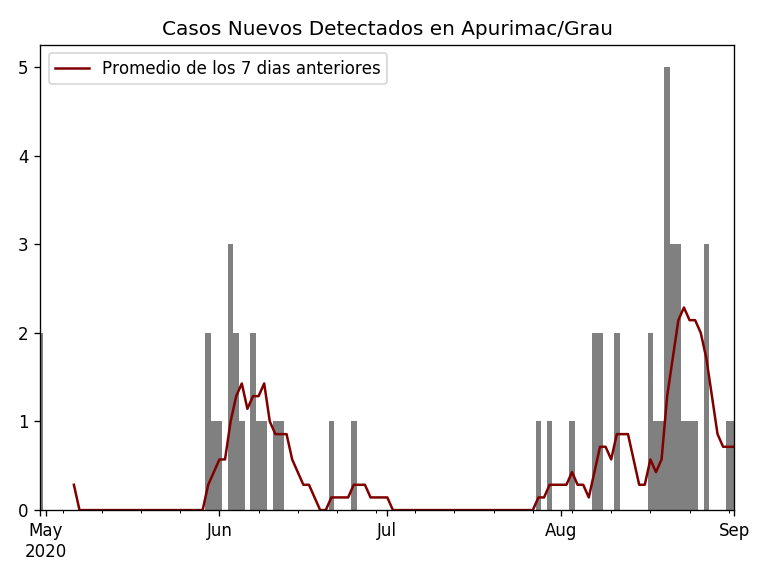 Casos Nuevos Detectados en Apurimac/Grau
Promedio de los 7 dias anteriores
5
4
3
2
1
0
May Jun Jul Aug Sep
2020